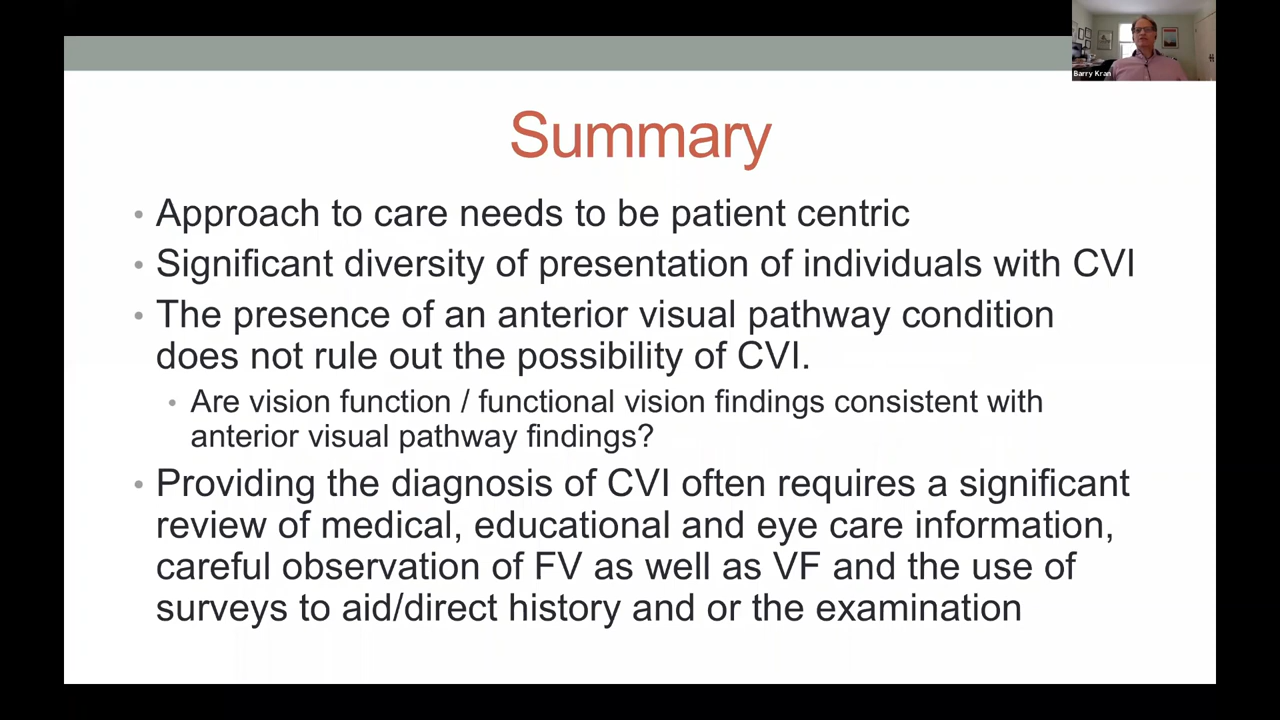 Barry Kran
Summary
• Approach to care needs to be patient centric
• Significant diversity of presentation of individuals with CVI
• The presence of an anterior visual pathway condition
does not rule out the possibility of CVI.
• Are vision function / functional vision findings consistent with
anterior visual pathway findings?
• Providing the diagnosis of CVI often requires a significant
review of medical, educational and eye care information,
careful observation of FV as well as VF and the use of
surveys to aid/direct history and or the examination